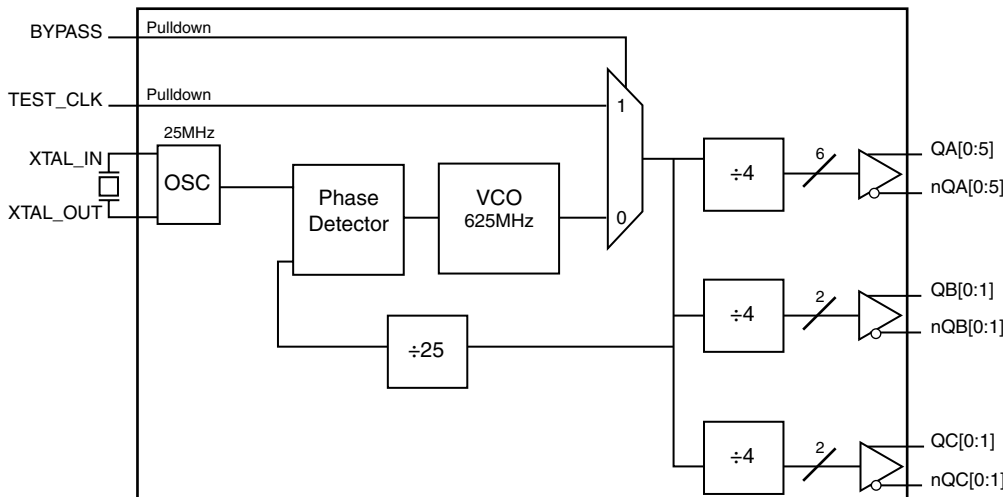 BYPASS
Pulldown
TEST_CLK
Pulldown
1
25MHz
XTAL_IN
OSC
XTAL_OUT
Phase
Detector
VCO
625MHz
0
÷4
6
QA[0:5]
nQA[0:5]
÷4
2
QB[0:1]
nQB[0:1]
÷25
÷4
2
QC[0:1]
nQC[0:1]